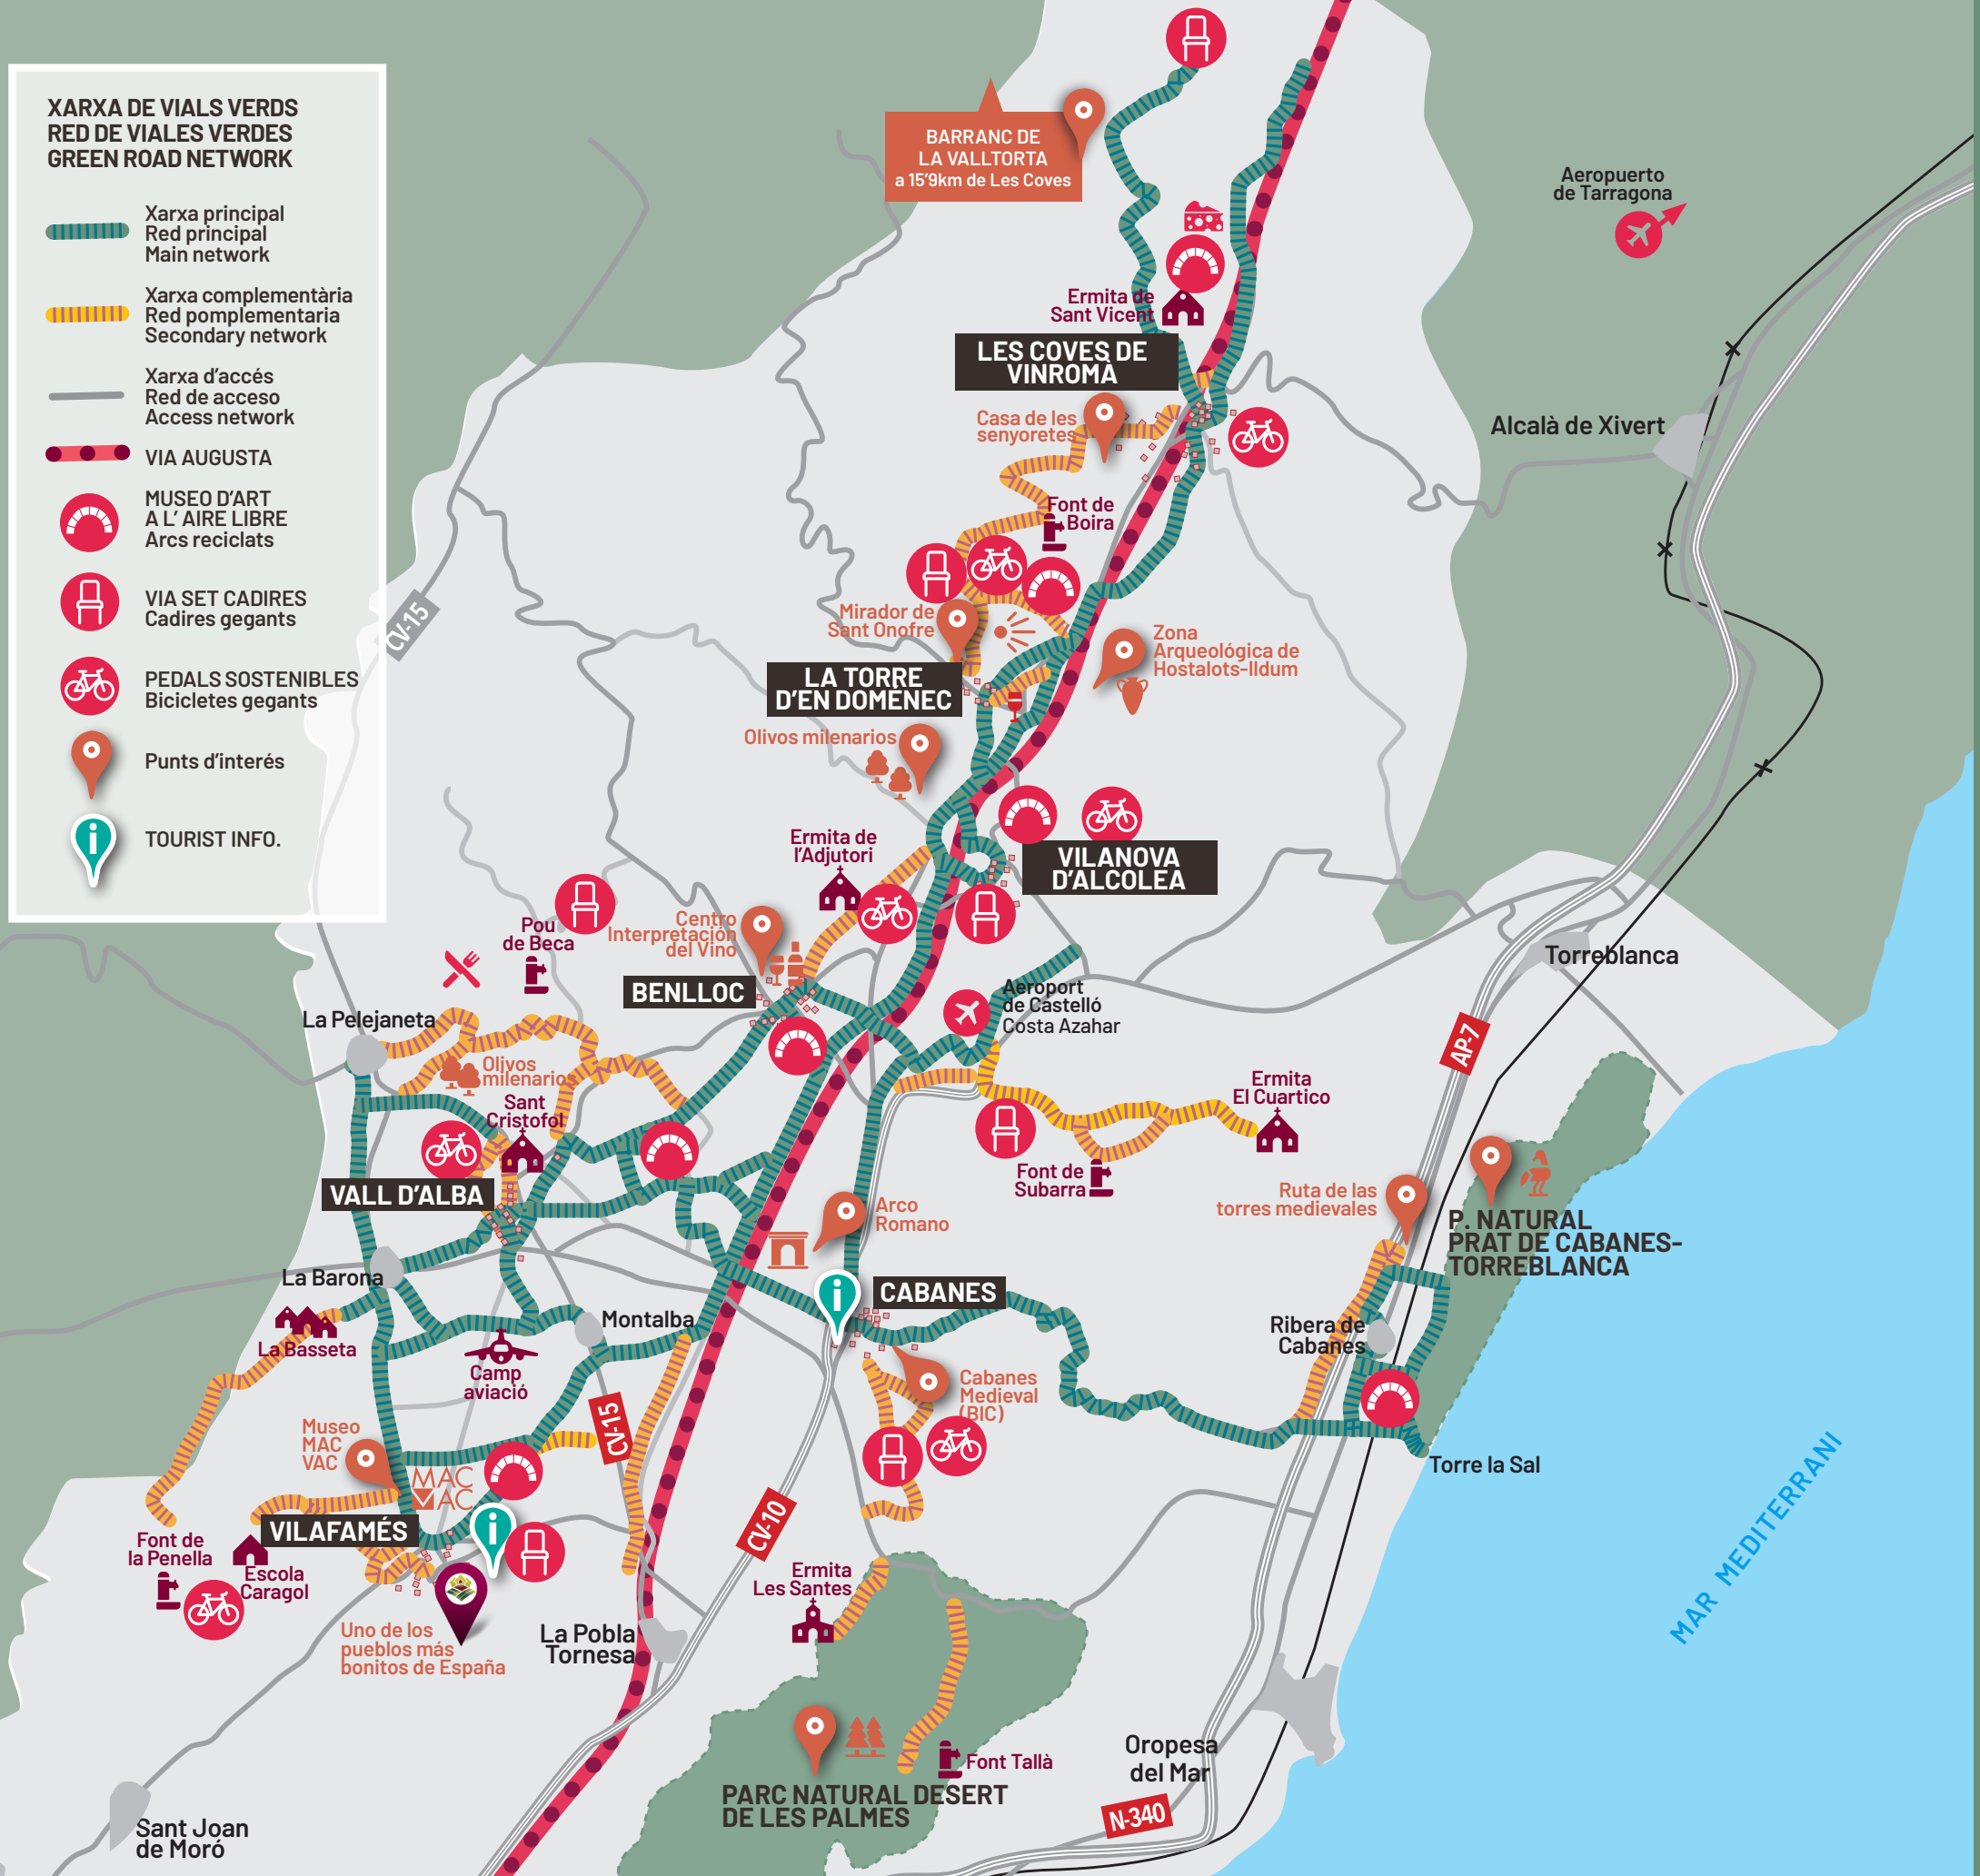 XARXA DE VIALS VERDS
RED DE VIALES VERDES
GREEN ROAD NETWORK
Xarxa principal
Red principal
Main network
Xarxa complementària
Red pomplementaria
Secondary network
Xarxa d'accés
Red de acceso
Access network
VIA AUGUSTA
MUSEO D'ART
A L' AIRE LIBRE
Arcs reciclats
VIA SET CADIRES
Cadires gegants
PEDALS SOSTENIBLES
Bicicletes gegants
Punts d'interés
TOURIST INFO.
BARRANC DE
LA VALLTORTA
a 15'9km de Les Coves
Aeropuerto
de Tarragona
Ermita de
Sant Vicent
LES COVES DE
VINROMÀ
Casa de les
senyoretes
Alcalà de Xivert
Font de
Boira
CV-15
Mirador de
Sant Onofre
Zona
Arqueológica de
Hostalots-Ildum
LA TORRE
D'EN DOMÉNEC
Olivos milenarios
Ermita de
l'Adjutori
VILANOVA
D'ALCOLEA
Pou
de Beca
Centro
Interpretación
del Vino
BENLLOC
Torreblanca
Aeroport
de Castelló
Costa Azahar
La Pelejaneta
AP-7
Olivos
milenarios
Sant
Cristofol
Ermita
El Cuartico
Font de
Subarra
VALL D'ALBA
Ruta de las
torres medievales
Arco
Romano
P. NATURAL
PRAT DE CABANES-
TORREBLANCA
La Barona
CABANES
Montalba
La Basseta
Ribera de
Cabanes
Camp
aviació
Cabanes
Medieval
(BIC)
CV-15
Museo
MAC
VAC
MAC
VAC
Torre la Sal
MAR MEDITERRANI
CV-10
VILAFAMÉS
Font de
la Penella
Escola
Caragol
Ermita
Les Santes
Uno de los
pueblos más
bonitos de España
La Pobla
Tornesa
Font Tallà
Oropesa
del Mar
PARC NATURAL DESERT
DE LES PALMES
N-340
Sant Joan
de Moró